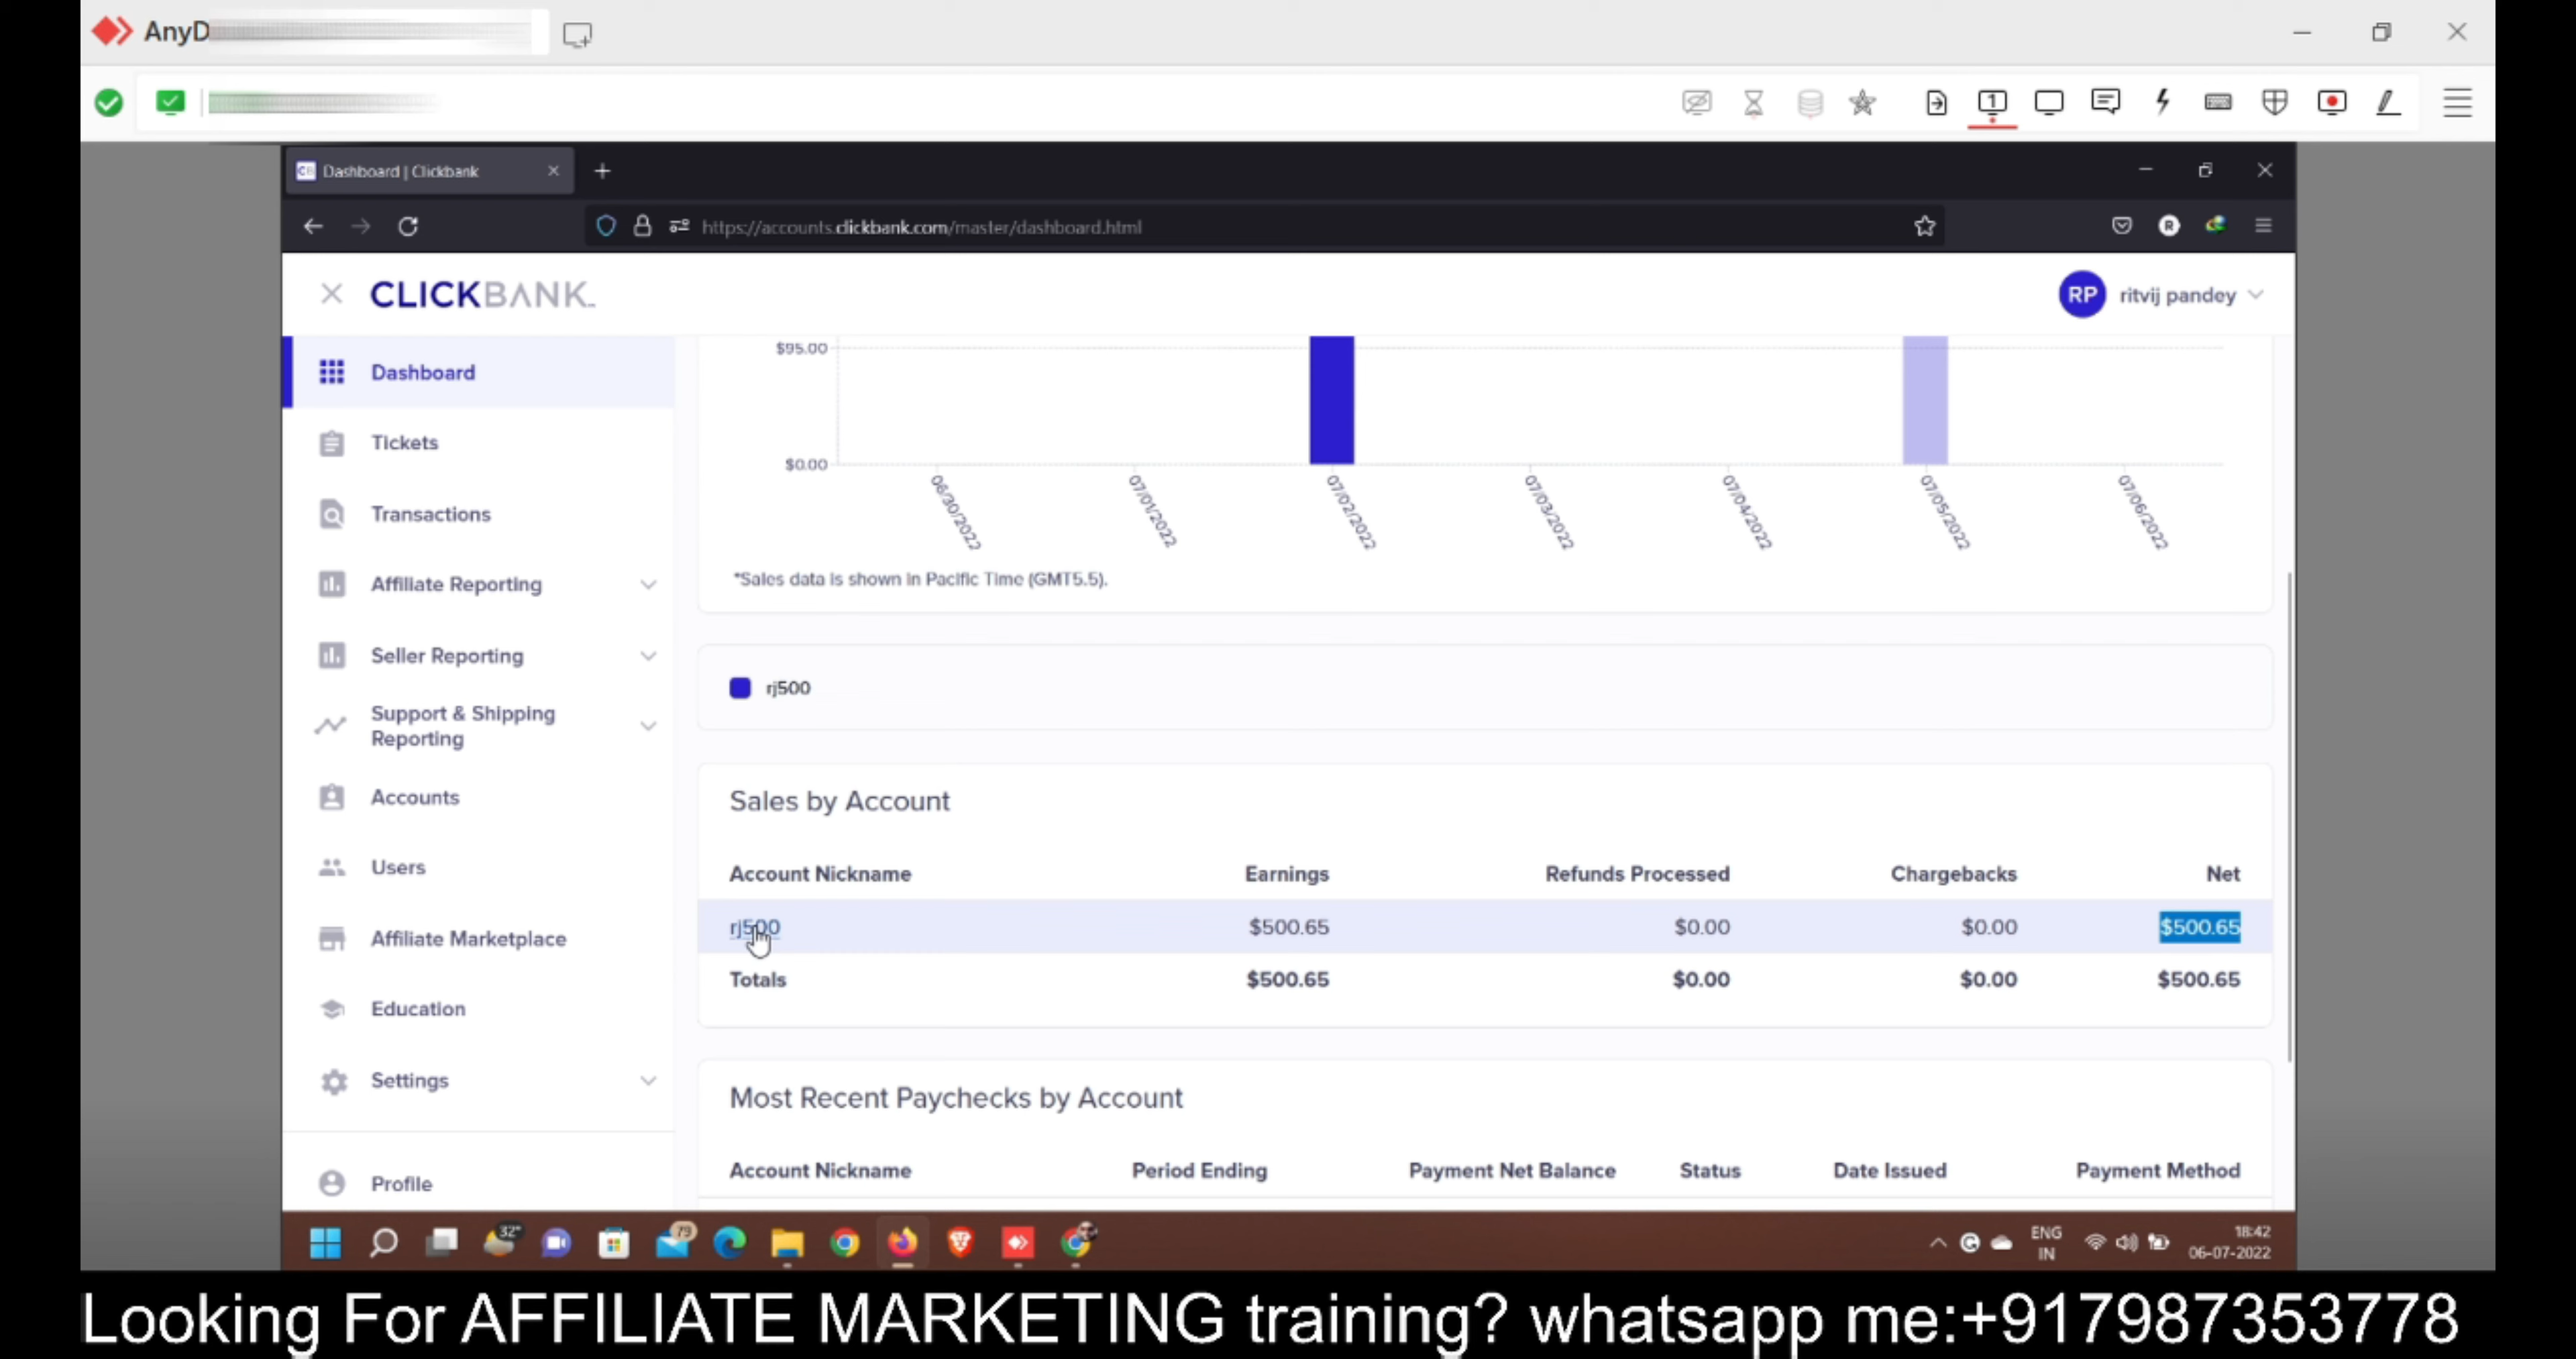 AnyD
1
Dashboard | Clickbank
https://accounts.clickbank.com/master/dashboard.html
R
CLICKBANK
RP ritvij pandey
Dashboard
Tickets
Transactions
Affiliate Reporting
Seller Reporting
Support & Shipping
Reporting
Accounts
Users
Affiliate Marketplace
Education
Settings
Profile
$95.00
$0.00
06/30/2022
07/01/2022
07/02/2022
07/03/2022
07/04/2022
07/05/2022
07/06/2022
*Sales data is shown in Pacific Time (GMT5.5).
rj500
Sales by Account
Account Nickname Earnings Refunds Processed Chargebacks Net
rj500 $500.65 $0.00 $0.00 $500.65
Totals $500.65 $0.00 $0.00 $500.65
Most Recent Paychecks by Account
Account Nickname Period Ending Payment Net Balance Status Date Issued Payment Method
32°
79
ENG
IN
18:42
06-07-2022
Looking For AFFILIATE MARKETING training? whatsapp me:+917987353778